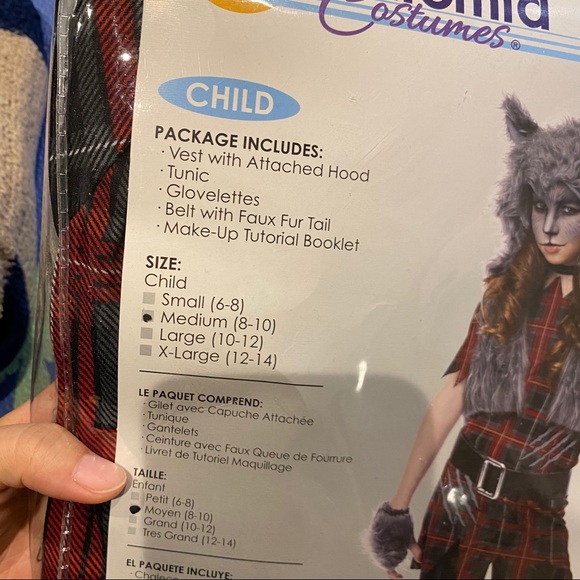 Costumes®
CHILD
PACKAGE INCLUDES:
· Vest with Attached Hood
· Tunic
· Glovelettes
· Belt with Faux Fur Tail
· Make-Up Tutorial Booklet
SIZE:
Child
Small (6-8)
Medium (8-10)
Large (10-12)
X-Large (12-14)
LE PAQUET COMPREND:
· Gilet avec Capuche Attachée
· Tunique
· Gantelets
· Ceinture avec Faux Queue de Fourrure
· Livret de Tutoriel Maquillage
TAILLE:
Enfant
Petit (6-8)
Moyen (8-10)
Grand (10-12)
Tres Grand (12-14)
EL PAQUETE INCLUYE: